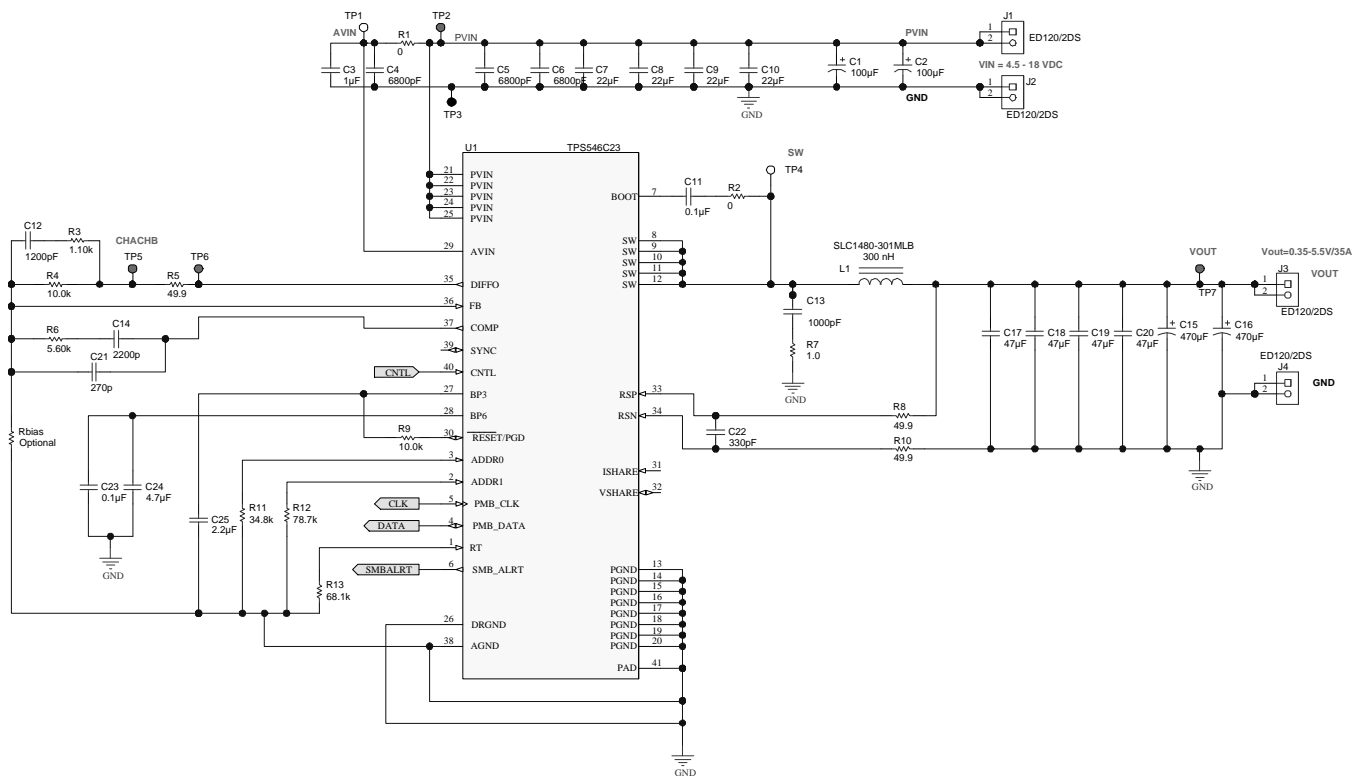 TP1
TP2
AVIN
R1
0
PVIN
PVIN
J1
1
2
ED120/2DS
C3
1µF
C4
6800pF
C5
6800pF
C6
6800pF
C7
22µF
C8
22µF
C9
22µF
C10
22µF
C1
100µF
C2
100µF
VIN = 4.5 - 18 VDC
J2
1
2
ED120/2DS
GND
GND
TP3
U1
TPS546C23
21
PVIN
22
PVIN
23
PVIN
24
PVIN
25
PVIN
BOOT
7
C11
0.1µF
R2
0
SW
TP4
C12
1200pF
R3
1.10k
CHACHB
TP5
TP6
R4
10.0k
R5
49.9
29
AVIN
35
DIFFO
36
FB
37
COMP
39
SYNC
CNTL
40
CNTL
27
BP3
28
BP6
30
RESET/PGD
3
ADDR0
2
ADDR1
CLK
5
PMB_CLK
DATA
4
PMB_DATA
1
RT
SMBALRT
6
SMB_ALRT
26
DRGND
38
AGND
R6
5.60k
C14
2200p
C21
270p
Rbias
Optional
R9
10.0k
C23
0.1µF
C24
4.7µF
GND
C25
2.2µF
R11
34.8k
R12
78.7k
R13
68.1k
SW
8
SW
9
SW
10
SW
11
SW
12
SLC1480-301MLB
300 nH
L1
C13
1000pF
R7
1.0
GND
RSP
33
RSN
34
C22
330pF
R8
49.9
R10
49.9
ISHARE
31
VSHARE
32
VOUT
TP7
Vout=0.35-5.5V/35A
J3
VOUT
1
2
ED120/2DS
C17
47µF
C18
47µF
C19
47µF
C20
47µF
C15
470µF
C16
470µF
ED120/2DS
1
2
J4
GND
GND
PGND
13
PGND
14
PGND
15
PGND
16
PGND
17
PGND
18
PGND
19
PGND
20
PAD
41
GND